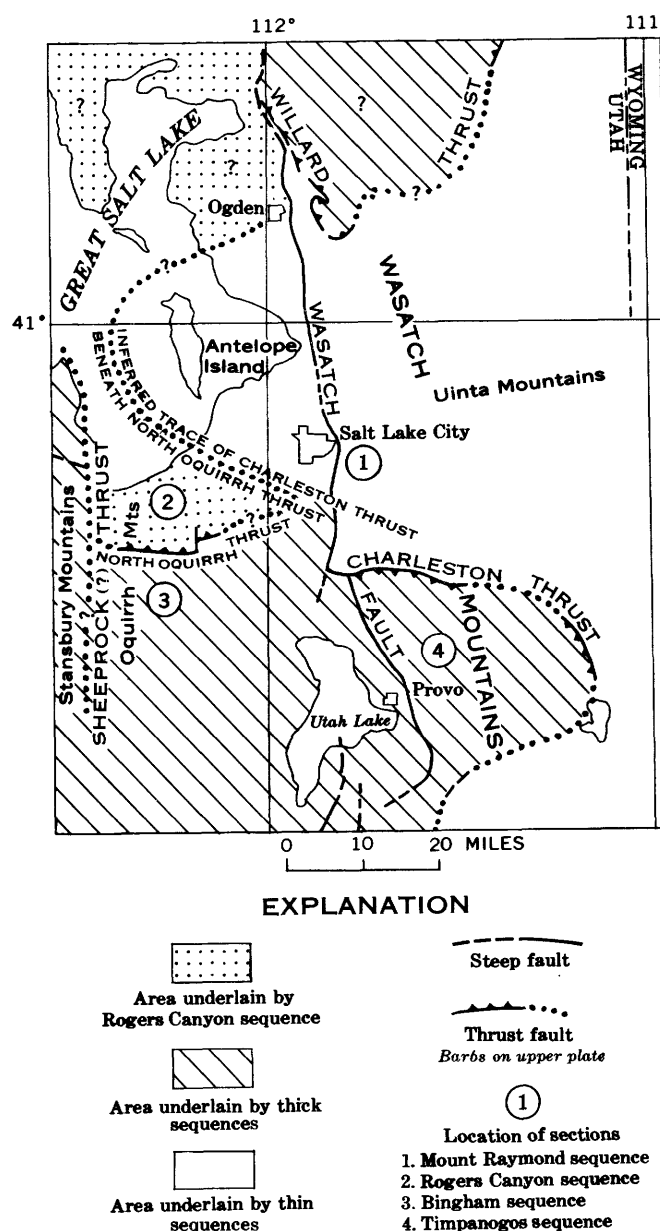 112°
111
?
?
WILLARD
THRUST
?
WYOMING
UTAH
GREAT SALT LAKE
?
Ogden
?
41°
WASATCH
WASATCH
Antelope
Island
Uinta Mountains
INFERRED TRACE OF CHARLESTON THRUST
BENEATH NORTH OQUIRRH THRUST
Salt Lake City
1
2
?
NORTH OQUIRRH THRUST
3
Stansbury Mountains
SHEEPROCK (?) THRUST
?
Oquirrh Mts
CHARLESTON THRUST
MOUNTAINS
FAULT
4
Provo
Utah Lake
0 10 20 MILES
EXPLANATION
Area underlain by
Rogers Canyon sequence
Area underlain by thick
sequences
Area underlain by thin
sequences
Steep fault
Thrust fault
Barbs on upper plate
1
Location of sections
1. Mount Raymond sequence
2. Rogers Canyon sequence
3. Bingham sequence
4. Timpanogos sequence